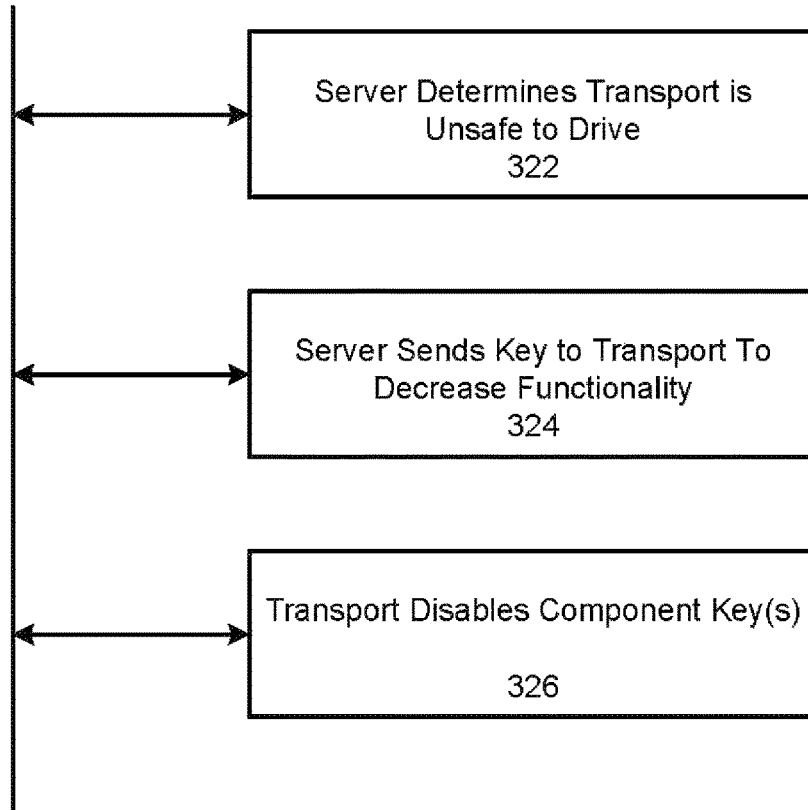 Server Determines Transport is
Unsafe to Drive
322
Server Sends Key to Transport To
Decrease Functionality
324
Transport Disables Component Key(s)
326